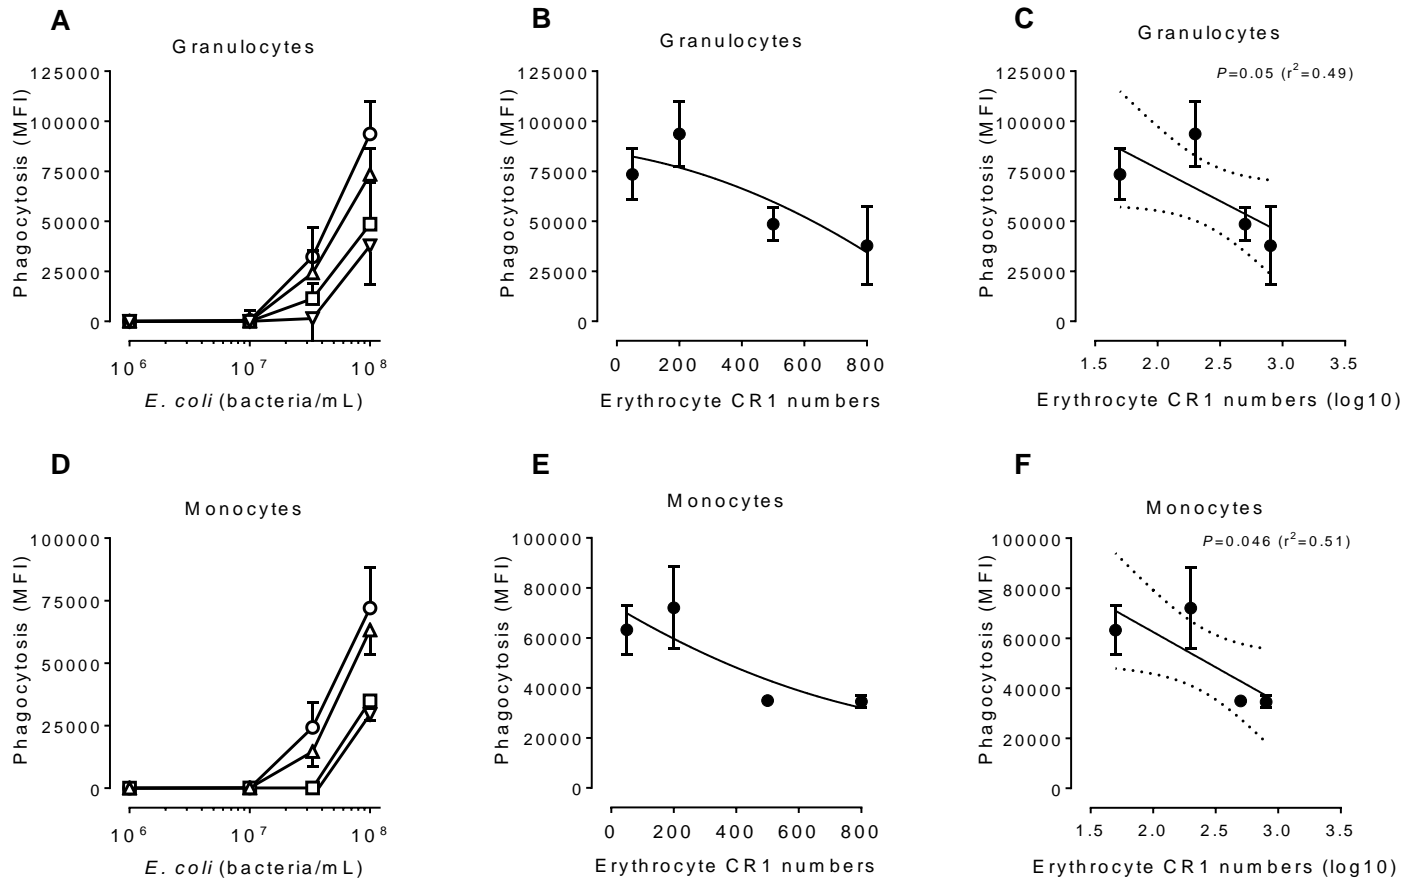 A
Granulocytes
Phagocytosis (MFI)
125000
100000
75000
50000
25000
0
10^6
10^7
10^8
E. coli (bacteria/mL)
B
Granulocytes
Phagocytosis (MFI)
125000
100000
75000
50000
25000
0
0 200 400 600 800
Erythrocyte CR1 numbers
C
Granulocytes
P=0.05 (r²=0.49)
Phagocytosis (MFI)
125000
100000
75000
50000
25000
0
1.5 2.0 2.5 3.0 3.5
Erythrocyte CR1 numbers (log10)
D
Monocytes
Phagocytosis (MFI)
100000
75000
50000
25000
0
10^6
10^7
10^8
E. coli (bacteria/mL)
E
Monocytes
Phagocytosis (MFI)
100000
80000
60000
40000
20000
0
0 200 400 600 800
Erythrocyte CR1 numbers
F
Monocytes
P=0.046 (r²=0.51)
Phagocytosis (MFI)
100000
80000
60000
40000
20000
0
1.5 2.0 2.5 3.0 3.5
Erythrocyte CR1 numbers (log10)